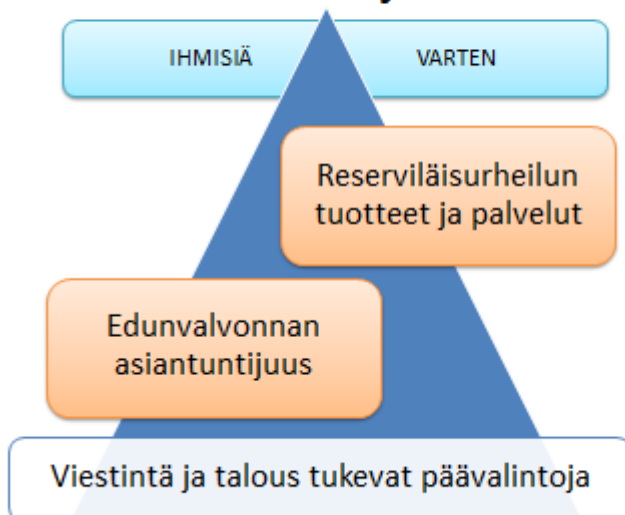 IHMISIÄ VARTEN
Reserviläisurheilun
tuotteet ja palvelut
Edunvalvonnan
asiantuntijuus
Viestintä ja talous tukevat päävalintoja